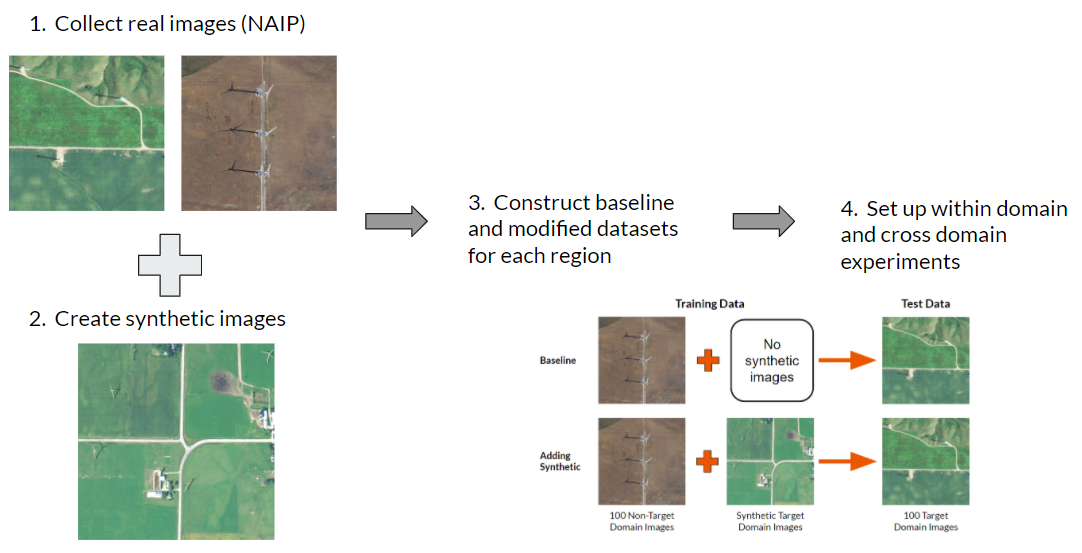 1. Collect real images (NAIP)
2. Create synthetic images
3. Construct baseline
and modified datasets
for each region
4. Set up within domain
and cross domain
experiments
Training Data
Test Data
Baseline
No
synthetic
images
Adding
Synthetic
100 Non-Target
Domain Images
Synthetic Target
Domain Images
100 Target
Domain Images